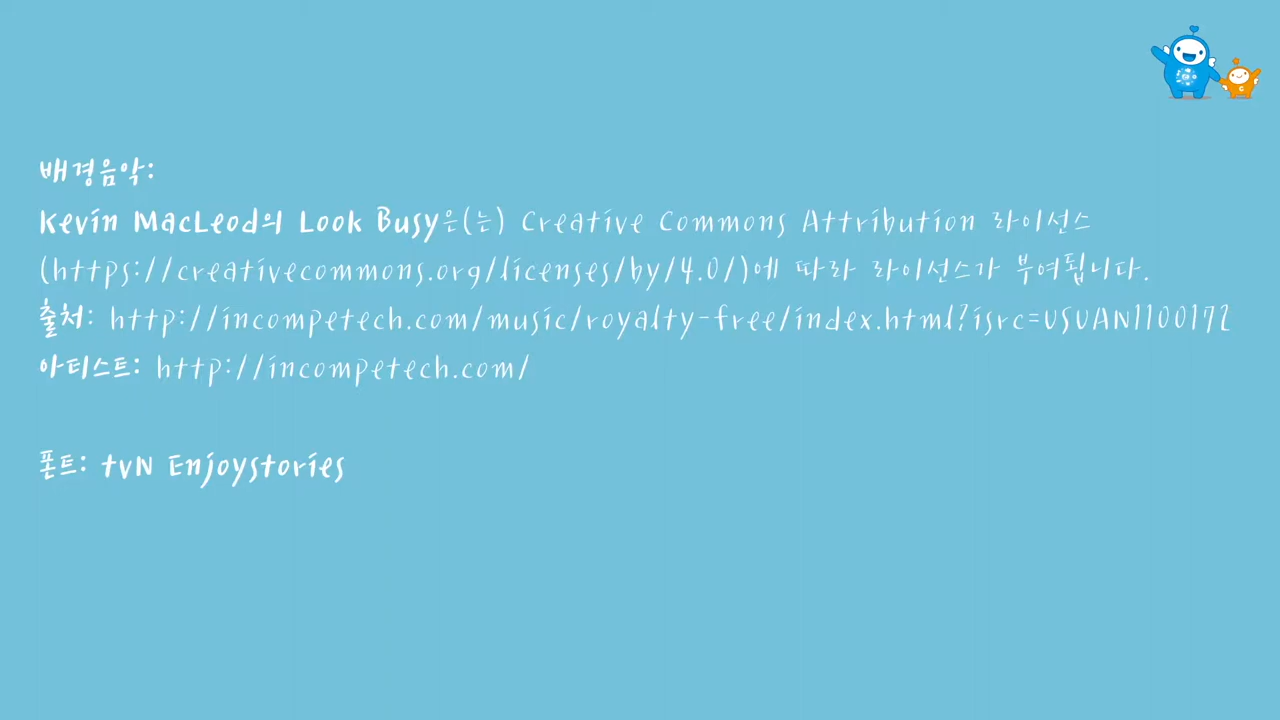 배경음악:
Kevin MacLeod의 Look Busy은(는) Creative Commons Attribution 라이선스
(https://creativecommons.org/licenses/by/4.0/)에 따라 라이선스가 부여됩니다.
출처: http://incompetech.com/music/royalty-free/index.html?isrc=USUAN1100172
아티스트: http://incompetech.com/
폰트: tvN Enjoystories